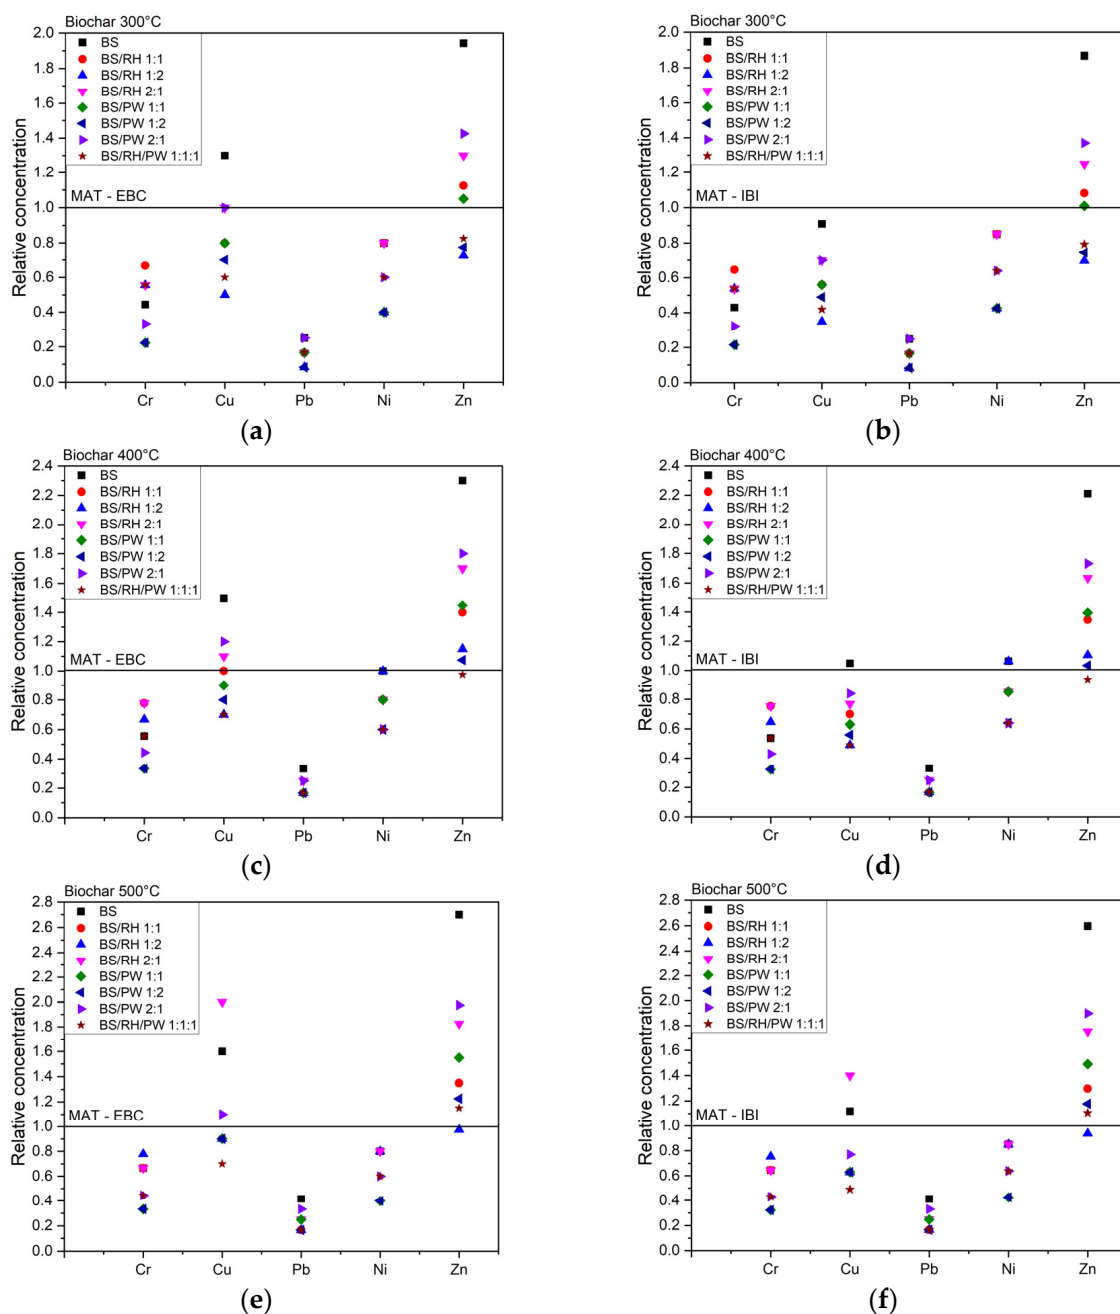 Biochar 300°C
2.0
1.8
1.6
1.4
1.2
1.0
0.8
0.6
0.4
0.2
0.0
Relative concentration
BS
BS/RH 1:1
BS/RH 1:2
BS/RH 2:1
BS/PW 1:1
BS/PW 1:2
BS/PW 2:1
BS/RH/PW 1:1:1
MAT - EBC
Cr Cu Pb Ni Zn
(a)
Biochar 300°C
2.0
1.8
1.6
1.4
1.2
1.0
0.8
0.6
0.4
0.2
0.0
Relative concentration
BS
BS/RH 1:1
BS/RH 1:2
BS/RH 2:1
BS/PW 1:1
BS/PW 1:2
BS/PW 2:1
BS/RH/PW 1:1:1
MAT - IBI
Cr Cu Pb Ni Zn
(b)
Biochar 400°C
2.4
2.2
2.0
1.8
1.6
1.4
1.2
1.0
0.8
0.6
0.4
0.2
0.0
Relative concentration
BS
BS/RH 1:1
BS/RH 1:2
BS/RH 2:1
BS/PW 1:1
BS/PW 1:2
BS/PW 2:1
BS/RH/PW 1:1:1
MAT - EBC
Cr Cu Pb Ni Zn
(c)
Biochar 400°C
2.4
2.2
2.0
1.8
1.6
1.4
1.2
1.0
0.8
0.6
0.4
0.2
0.0
Relative concentration
BS
BS/RH 1:1
BS/RH 1:2
BS/RH 2:1
BS/PW 1:1
BS/PW 1:2
BS/PW 2:1
BS/RH/PW 1:1:1
MAT - IBI
Cr Cu Pb Ni Zn
(d)
Biochar 500°C
2.8
2.6
2.4
2.2
2.0
1.8
1.6
1.4
1.2
1.0
0.8
0.6
0.4
0.2
0.0
Relative concentration
BS
BS/RH 1:1
BS/RH 1:2
BS/RH 2:1
BS/PW 1:1
BS/PW 1:2
BS/PW 2:1
BS/RH/PW 1:1:1
MAT - EBC
Cr Cu Pb Ni Zn
(e)
Biochar 500°C
2.8
2.6
2.4
2.2
2.0
1.8
1.6
1.4
1.2
1.0
0.8
0.6
0.4
0.2
0.0
Relative concentration
BS
BS/RH 1:1
BS/RH 1:2
BS/RH 2:1
BS/PW 1:1
BS/PW 1:2
BS/PW 2:1
BS/RH/PW 1:1:1
MAT - IBI
Cr Cu Pb Ni Zn
(f)